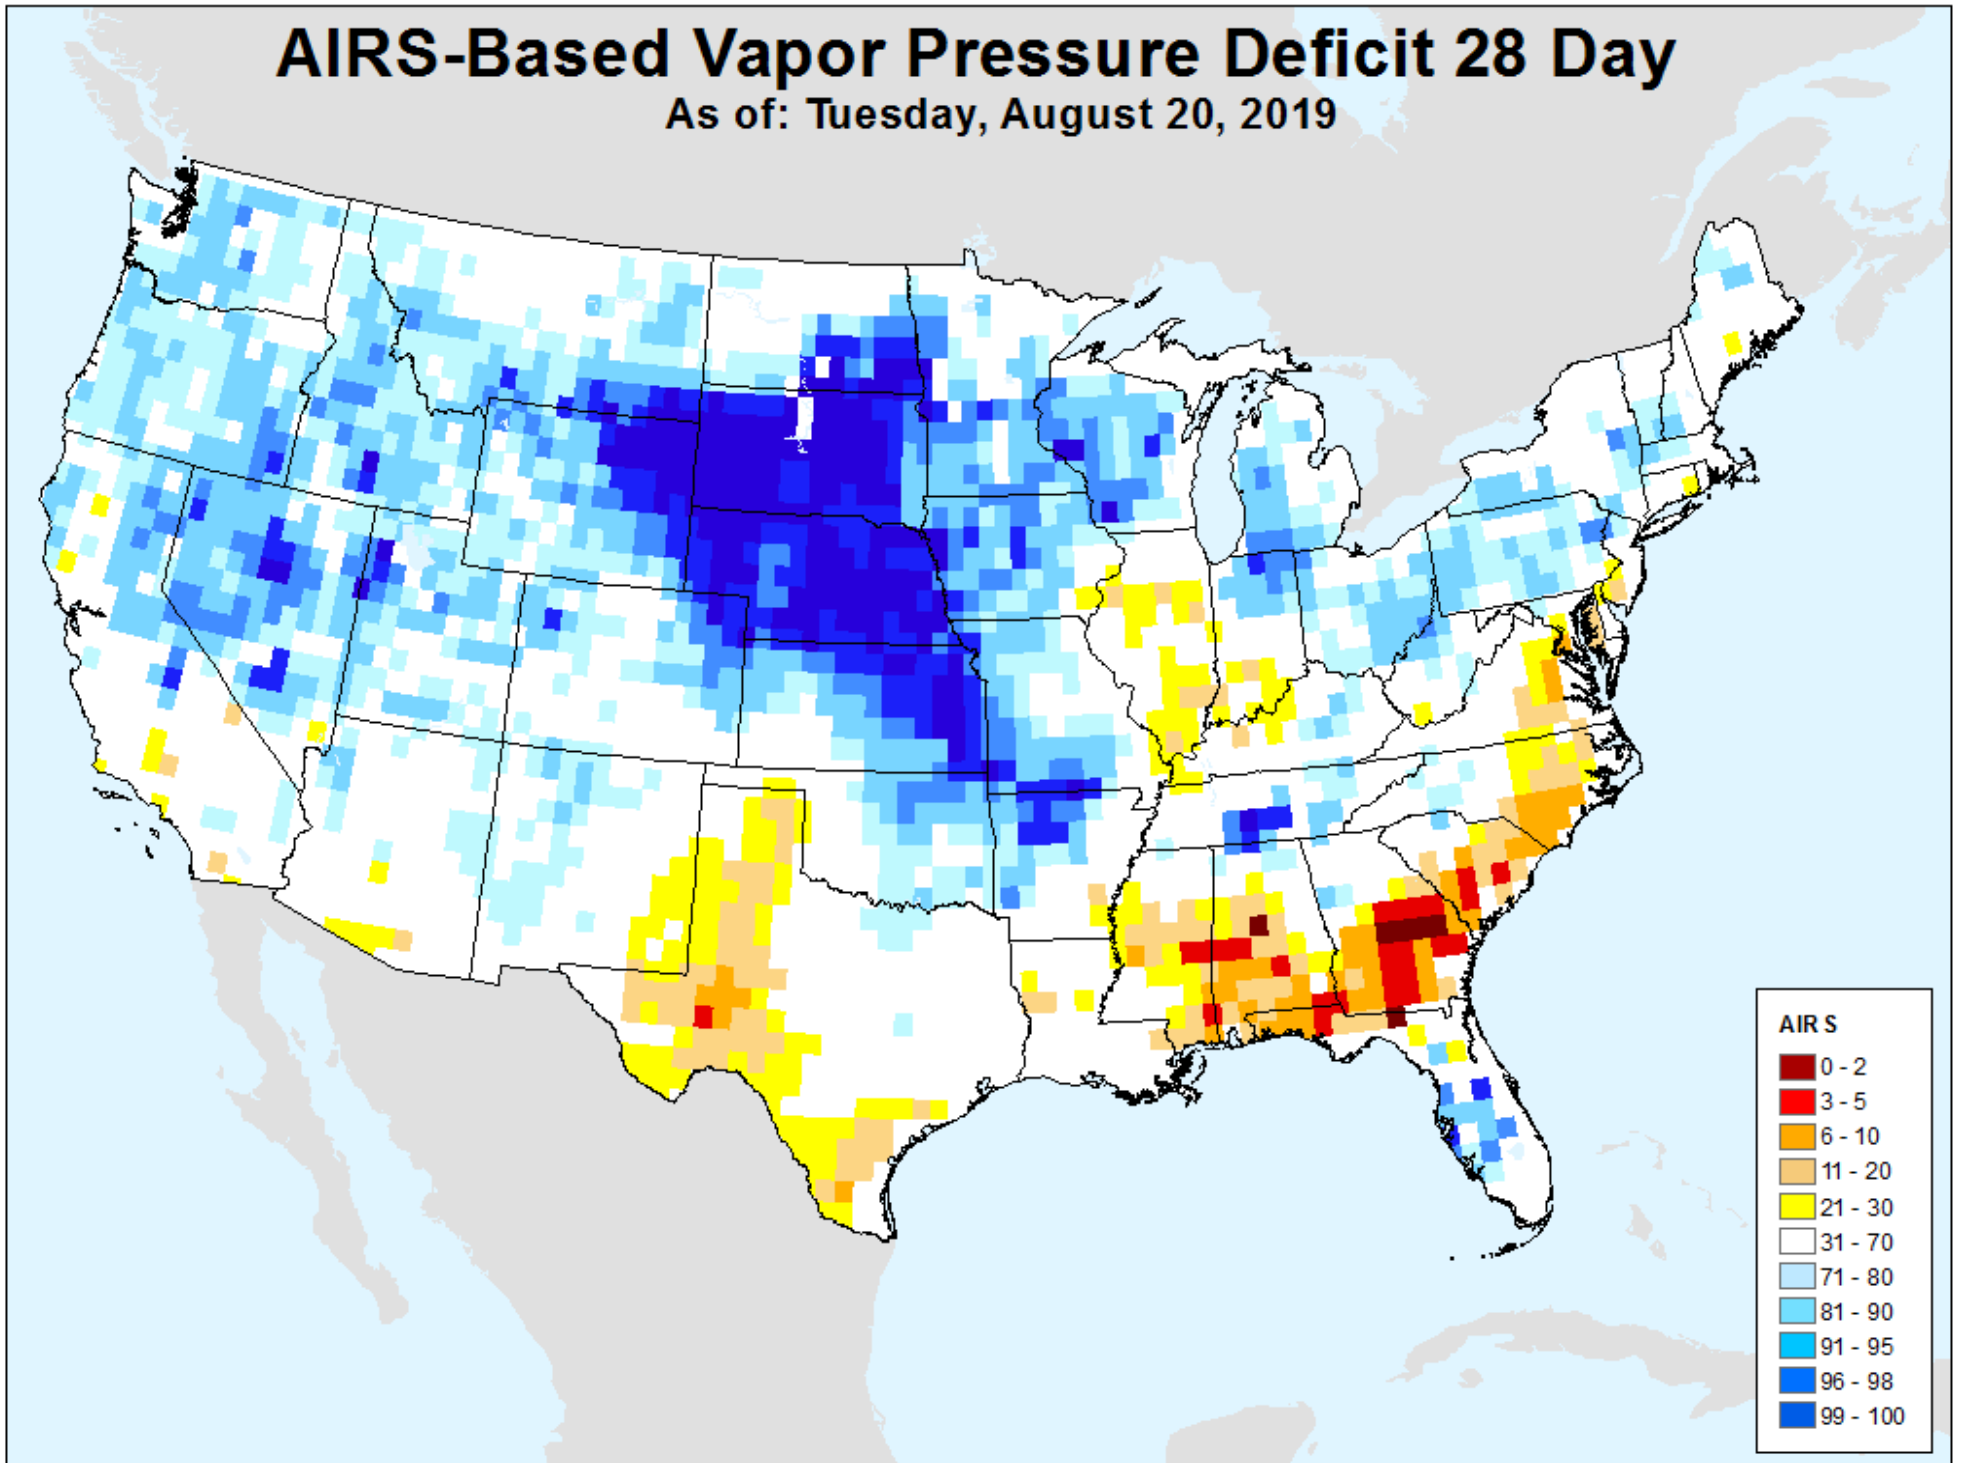 AIRS-Based Vapor Pressure Deficit 28 Day
As of: Tuesday, August 20, 2019
AIRS
0 - 2
3 - 5
6 - 10
11 - 20
21 - 30
31 - 70
71 - 80
81 - 90
91 - 95
96 - 98
99 - 100